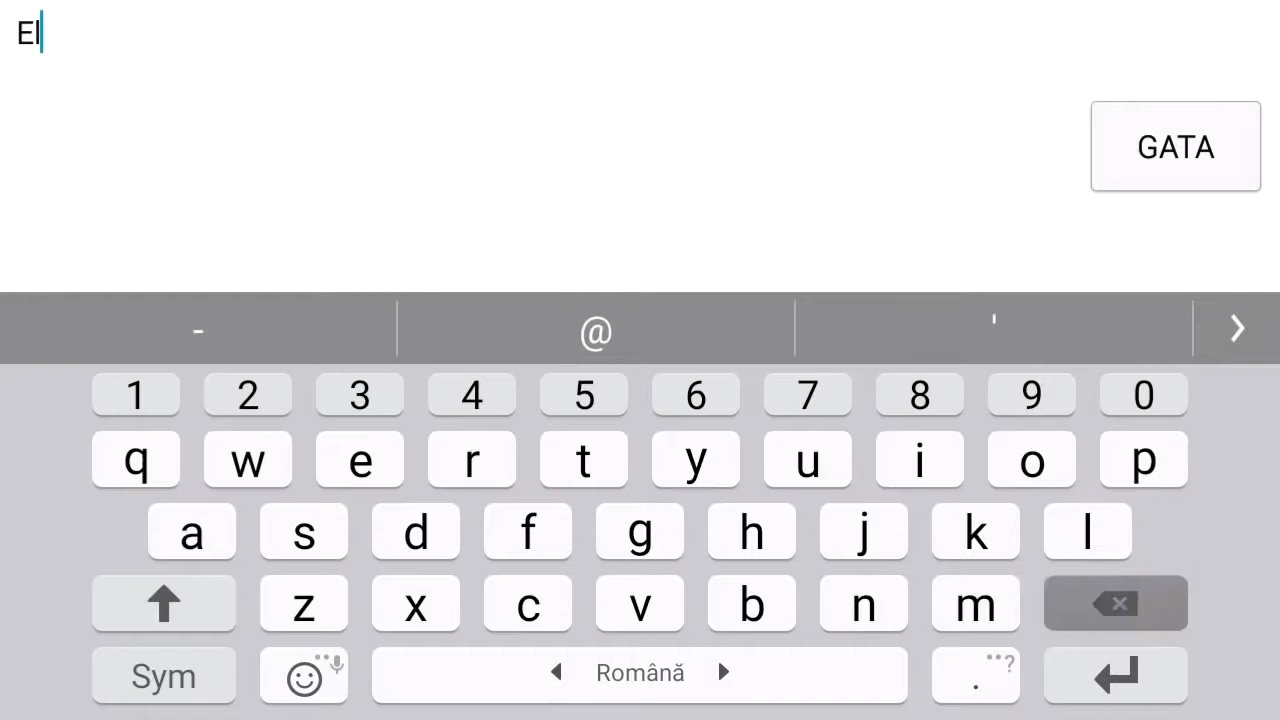 El
GATA
- @ '
1 2 3 4 5 6 7 8 9 0
q w e r t y u i o p
a s d f g h j k l
z x c v b n m
Sym Română . ?